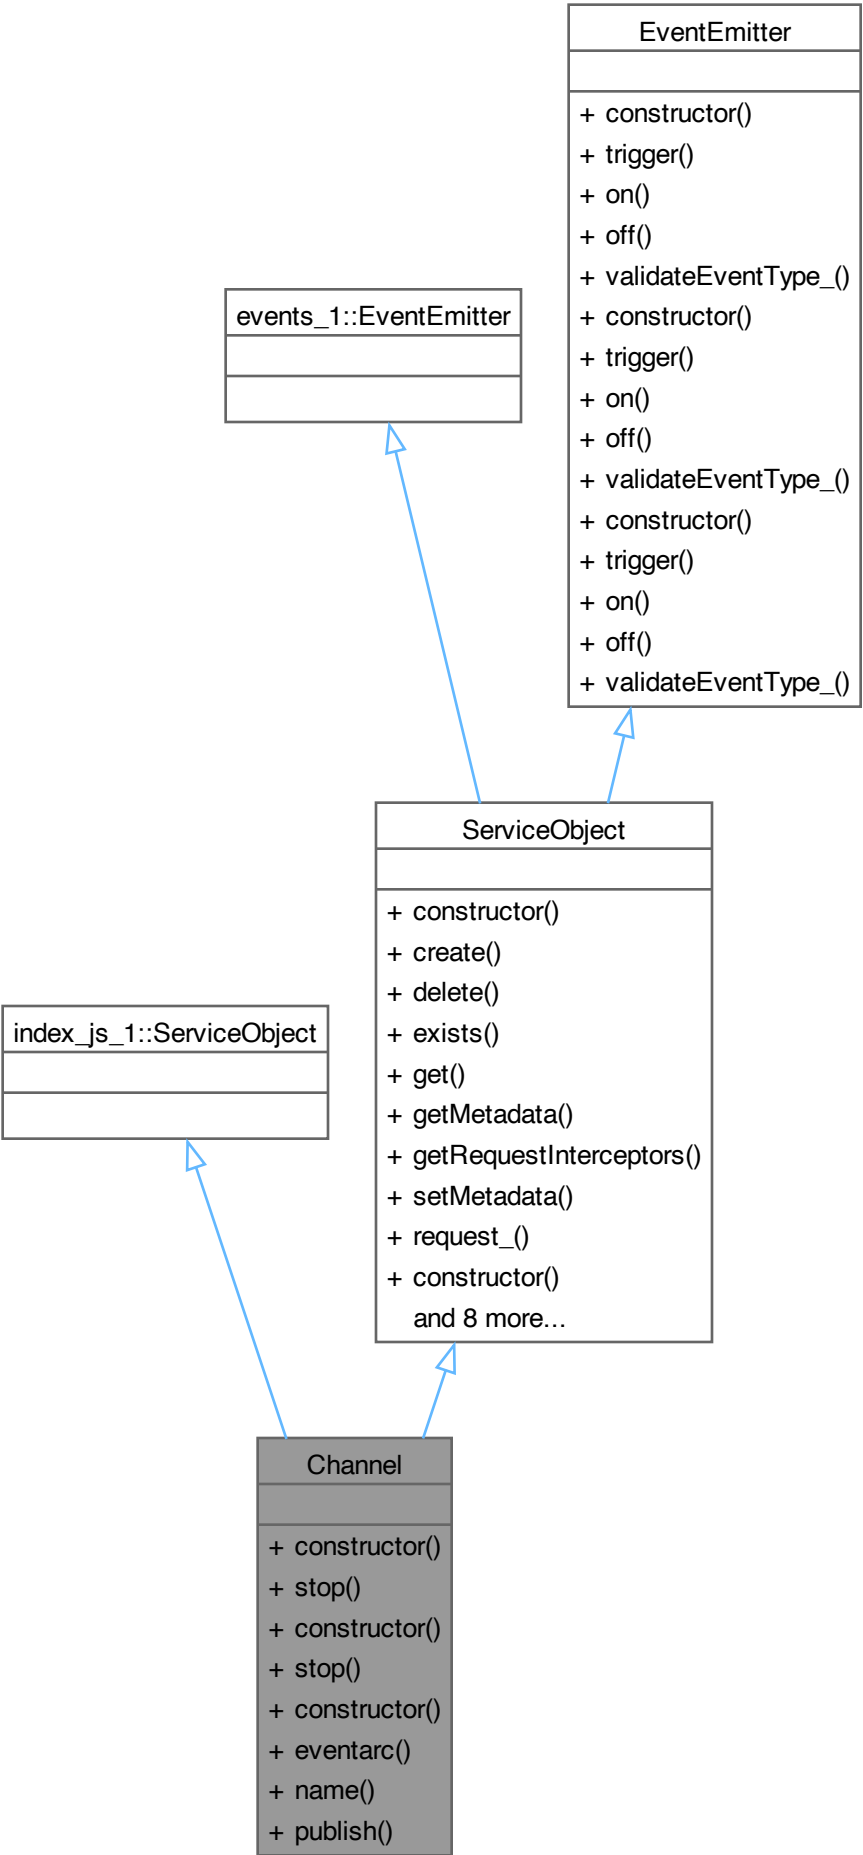 EventEmitter
+ constructor()
+ trigger()
+ on()
+ off()
+ validateEventType_()
+ constructor()
+ trigger()
+ on()
+ off()
+ validateEventType_()
+ constructor()
+ trigger()
+ on()
+ off()
+ validateEventType_()
events_1::EventEmitter
ServiceObject
+ constructor()
+ create()
+ delete()
+ exists()
+ get()
+ getMetadata()
+ getRequestInterceptors()
+ setMetadata()
+ request_()
+ constructor()
and 8 more...
index_js_1::ServiceObject
Channel
+ constructor()
+ stop()
+ constructor()
+ stop()
+ constructor()
+ eventarc()
+ name()
+ publish()